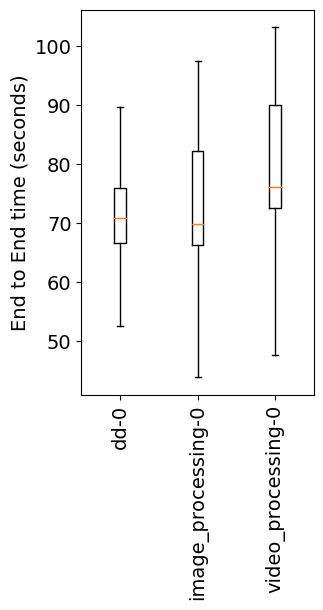 End to End time (seconds)
100
90
80
70
60
50
dd-0
image_processing-0
video_processing-0